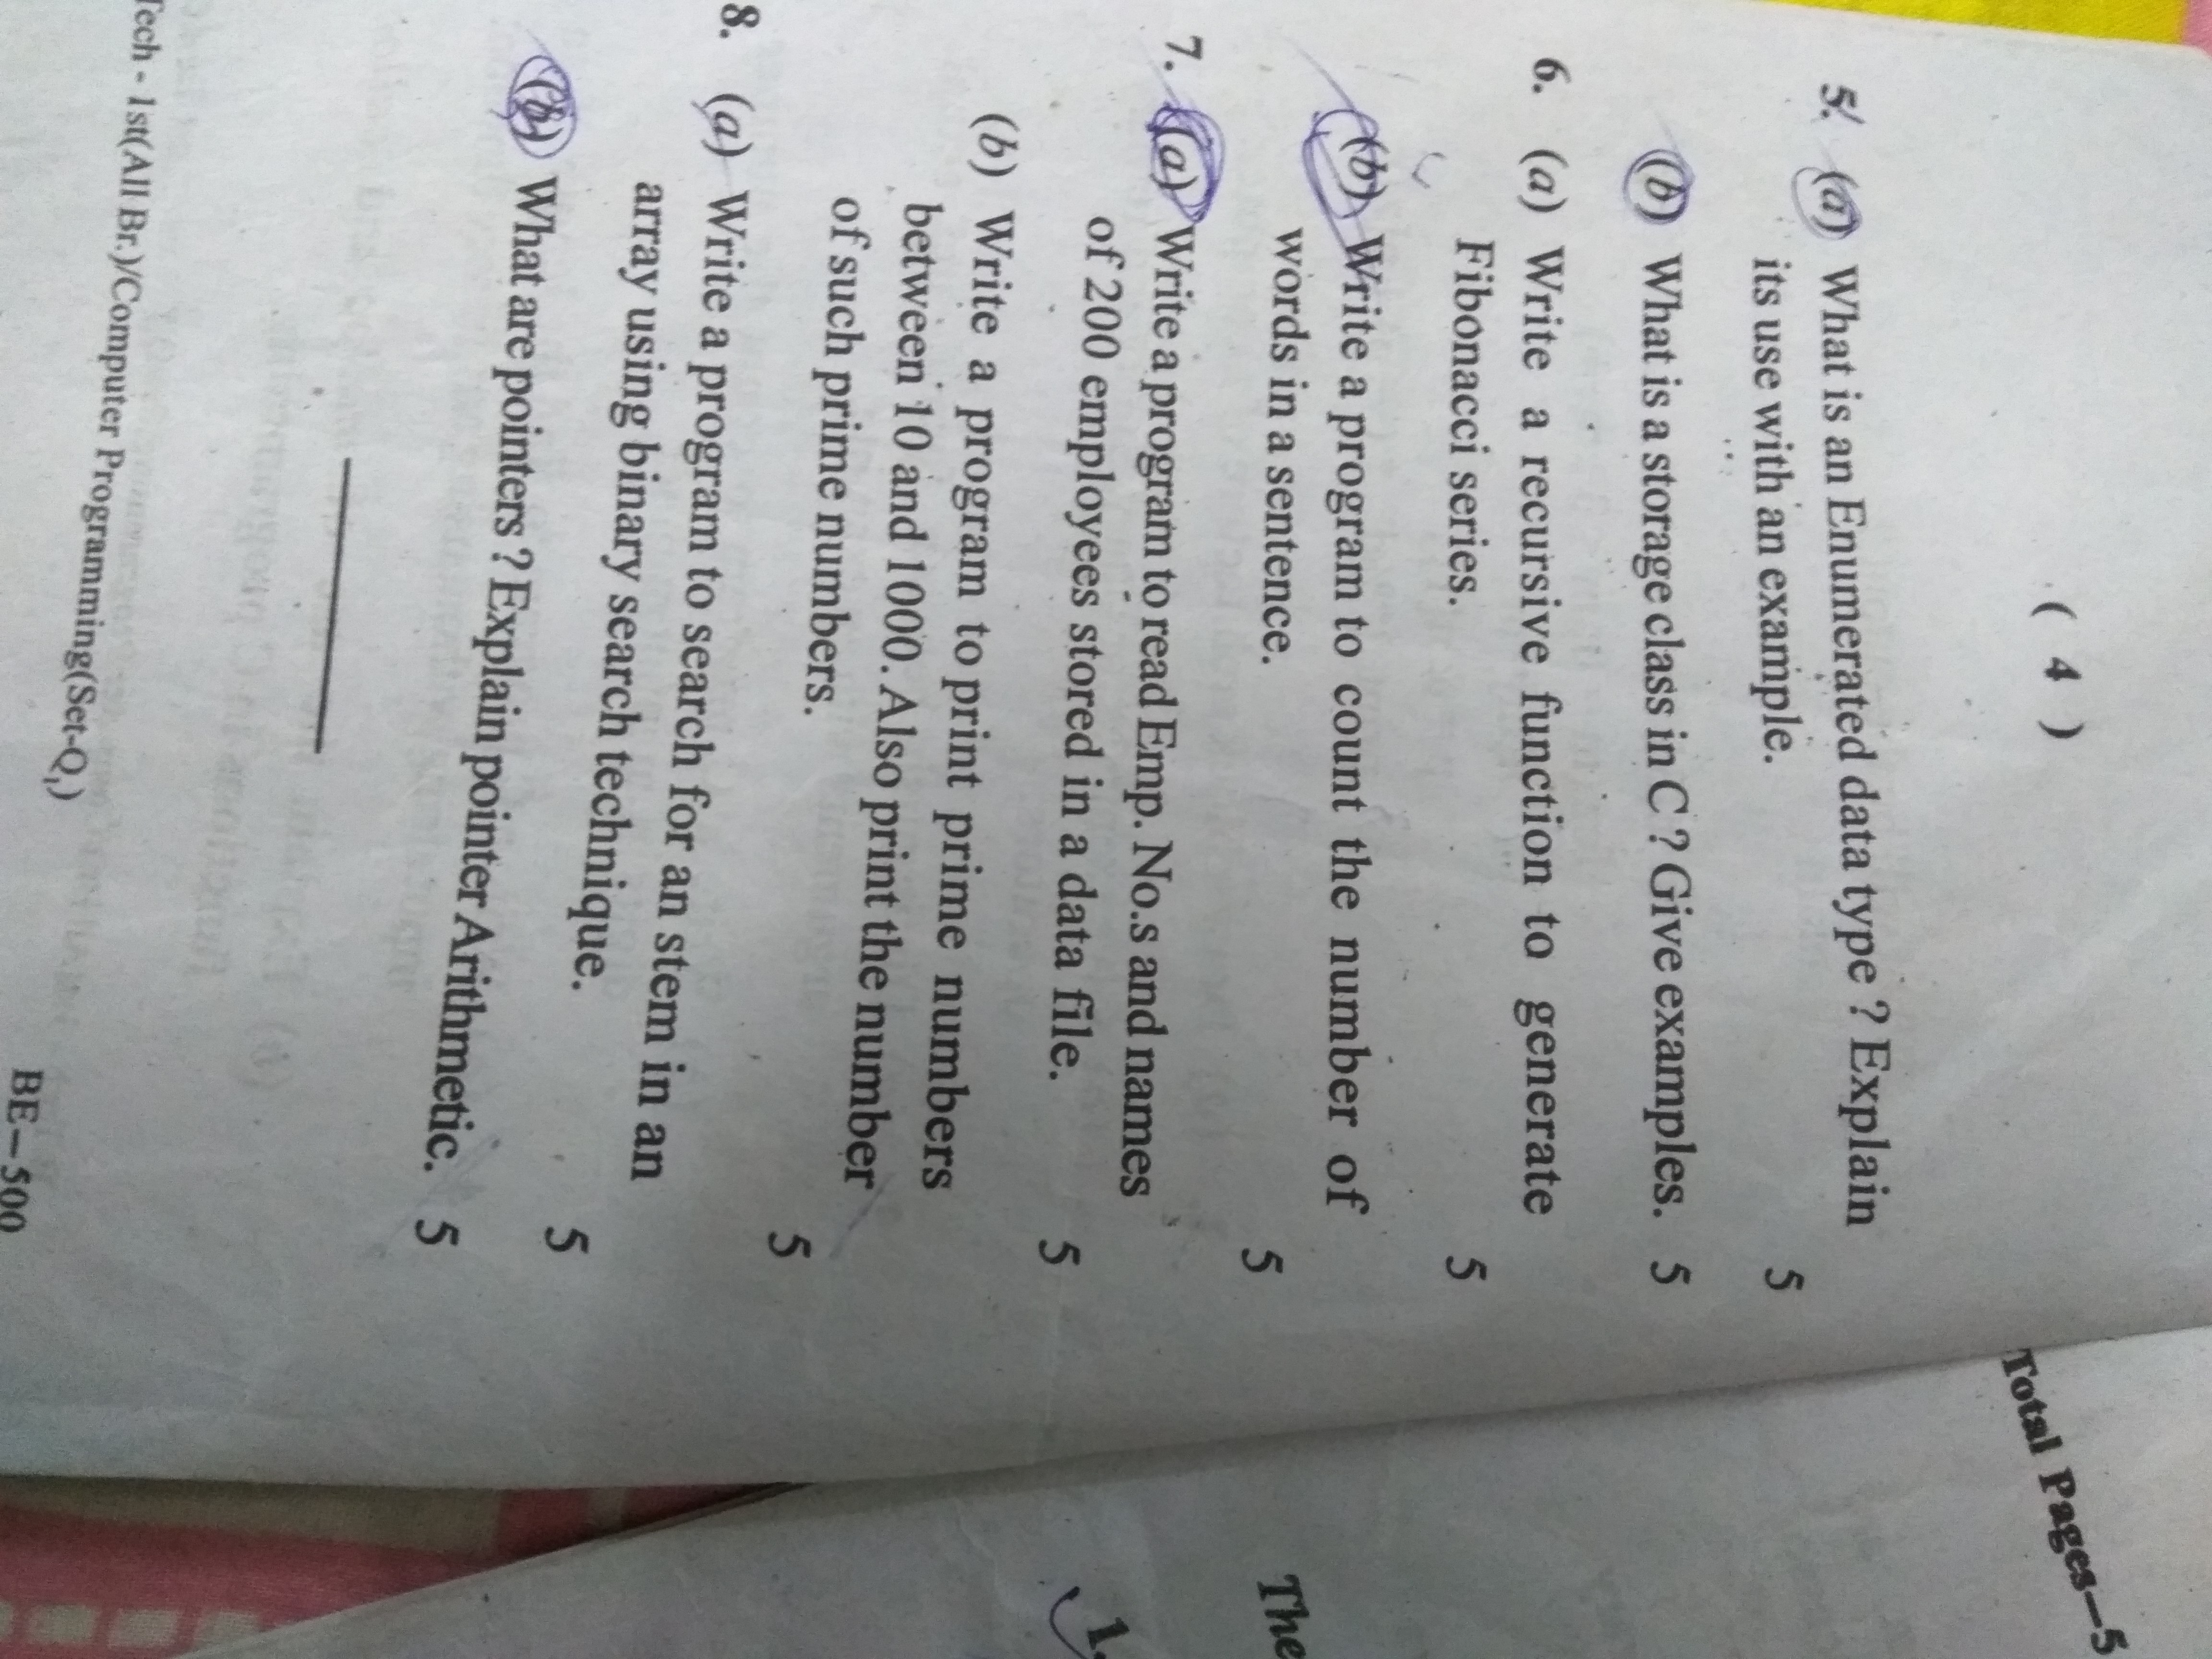 ( 4 )
5. (a) What is an Enumerated data type ? Explain
its use with an example. 5
(b) What is a storage class in C ? Give examples. 5
6. (a) Write a recursive function to generate
Fibonacci series. 5
(b) Write a program to count the number of
words in a sentence. 5
7. (a) Write a program to read Emp. No.s and names
of 200 employees stored in a data file. 5
(b) Write a program to print prime numbers
between 10 and 1000. Also print the number
of such prime numbers. 5
8. (a) Write a program to search for an stem in an
array using binary search technique. 5
(b) What are pointers ? Explain pointer Arithmetic. 5
Tech - 1st(All Br.)/Computer Programming(Set-Q1)
BE—500
Total Pages—5
The
1.